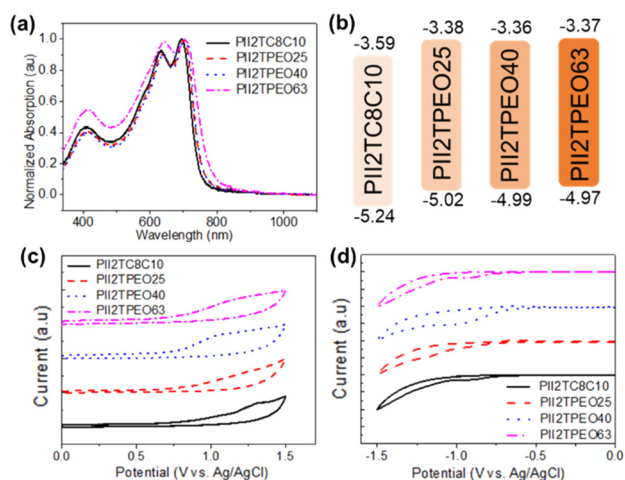 (a)
PII2TC8C10
PII2TPEO25
PII2TPEO40
PII2TPEO63
1.0
0.8
0.6
0.4
0.2
0.0
Normalized Absorption (au)
400 600 800 1000
Wavelength (nm)
(b)
-3.59 -3.38 -3.36 -3.37
PII2TC8C10
PII2TPEO25
PII2TPEO40
PII2TPEO63
-5.24 -5.02 -4.99 -4.97
(c)
PII2TC8C10
PII2TPEO25
PII2TPEO40
PII2TPEO63
Current (a.u)
0.0 0.5 1.0 1.5
Potential (V vs. Ag/AgCl)
(d)
Current (a.u)
PII2TC8C10
PII2TPEO25
PII2TPEO40
PII2TPEO63
-1.5 -1.0 -0.5 0.0
Potential (V vs. Ag/AgCl)